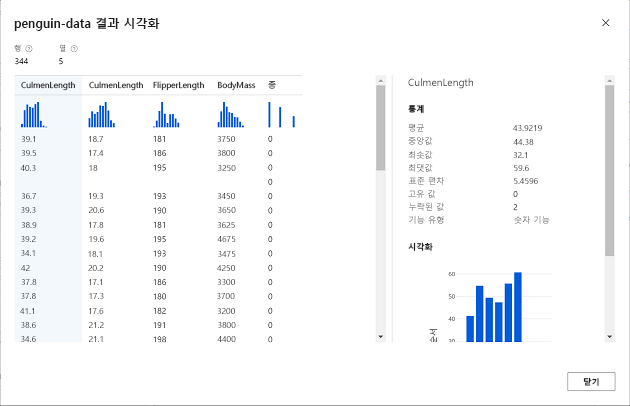 penguin-data 결과 시각화
행 열
344 5
CulmenLength CulmenLength FlipperLength BodyMass 종
39.1 18.7 181 3750 0
39.5 17.4 186 3800 0
40.3 18 195 3250 0
0
36.7 19.3 193 3450 0
39.3 20.6 190 3650 0
38.9 17.8 181 3625 0
39.2 19.6 195 4675 0
34.1 18.1 193 3475 0
42 20.2 190 4250 0
37.8 17.1 186 3300 0
37.8 17.3 180 3700 0
41.1 17.6 182 3200 0
38.6 21.2 191 3800 0
34.6 21.1 198 4400 0
CulmenLength
통계
평균 43.9219
중앙값 44.38
최솟값 32.1
최댓값 59.6
표준 편차 5.4596
고유 값 0
누락된 값 2
기능 유형 숫자 기능
시각화
60
50
40
30
닫기